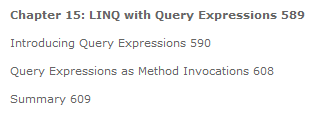 Chapter 15: LINQ with Query Expressions 589
Introducing Query Expressions 590
Query Expressions as Method Invocations 608
Summary 609